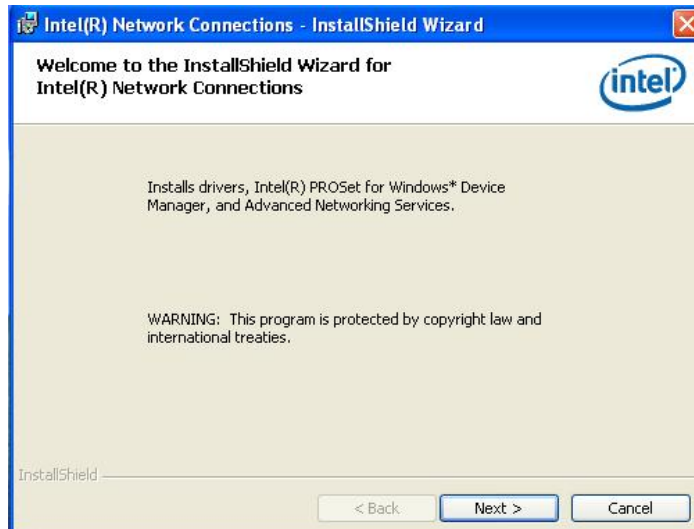 Intel(R) Network Connections - InstallShield Wizard
Welcome to the InstallShield Wizard for
Intel(R) Network Connections
intel
Installs drivers, Intel(R) PROSet for Windows* Device
Manager, and Advanced Networking Services.
WARNING: This program is protected by copyright law and
international treaties.
InstallShield
< Back
Next >
Cancel